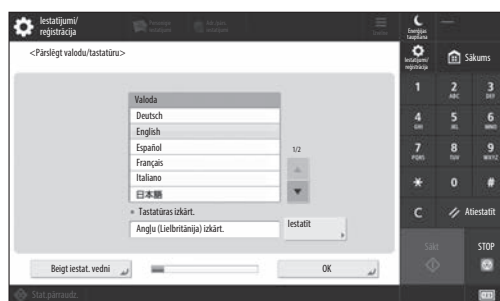 Iestatījumi/
reģistrācija
<Pārslēgt valodu/tastatūru>
Valoda
Deutsch
English
Español
Français
Italiano
日本語
1/2
Tastatūras izkārt.
Angļu (Lielbritānija) izkārt.
Iestatīt
Beigt iestat. vedni
OK
Stat.pārraudz.
Enerģijas
taupīšana
Iestatījumi/
reģistrācija
Sākums
1
2
ABC
3
DEF
4
GHI
5
JKL
6
MNO
7
PQRS
8
TUV
9
WXYZ
*
0
#
C
Atiestatīt
Sākt
STOP